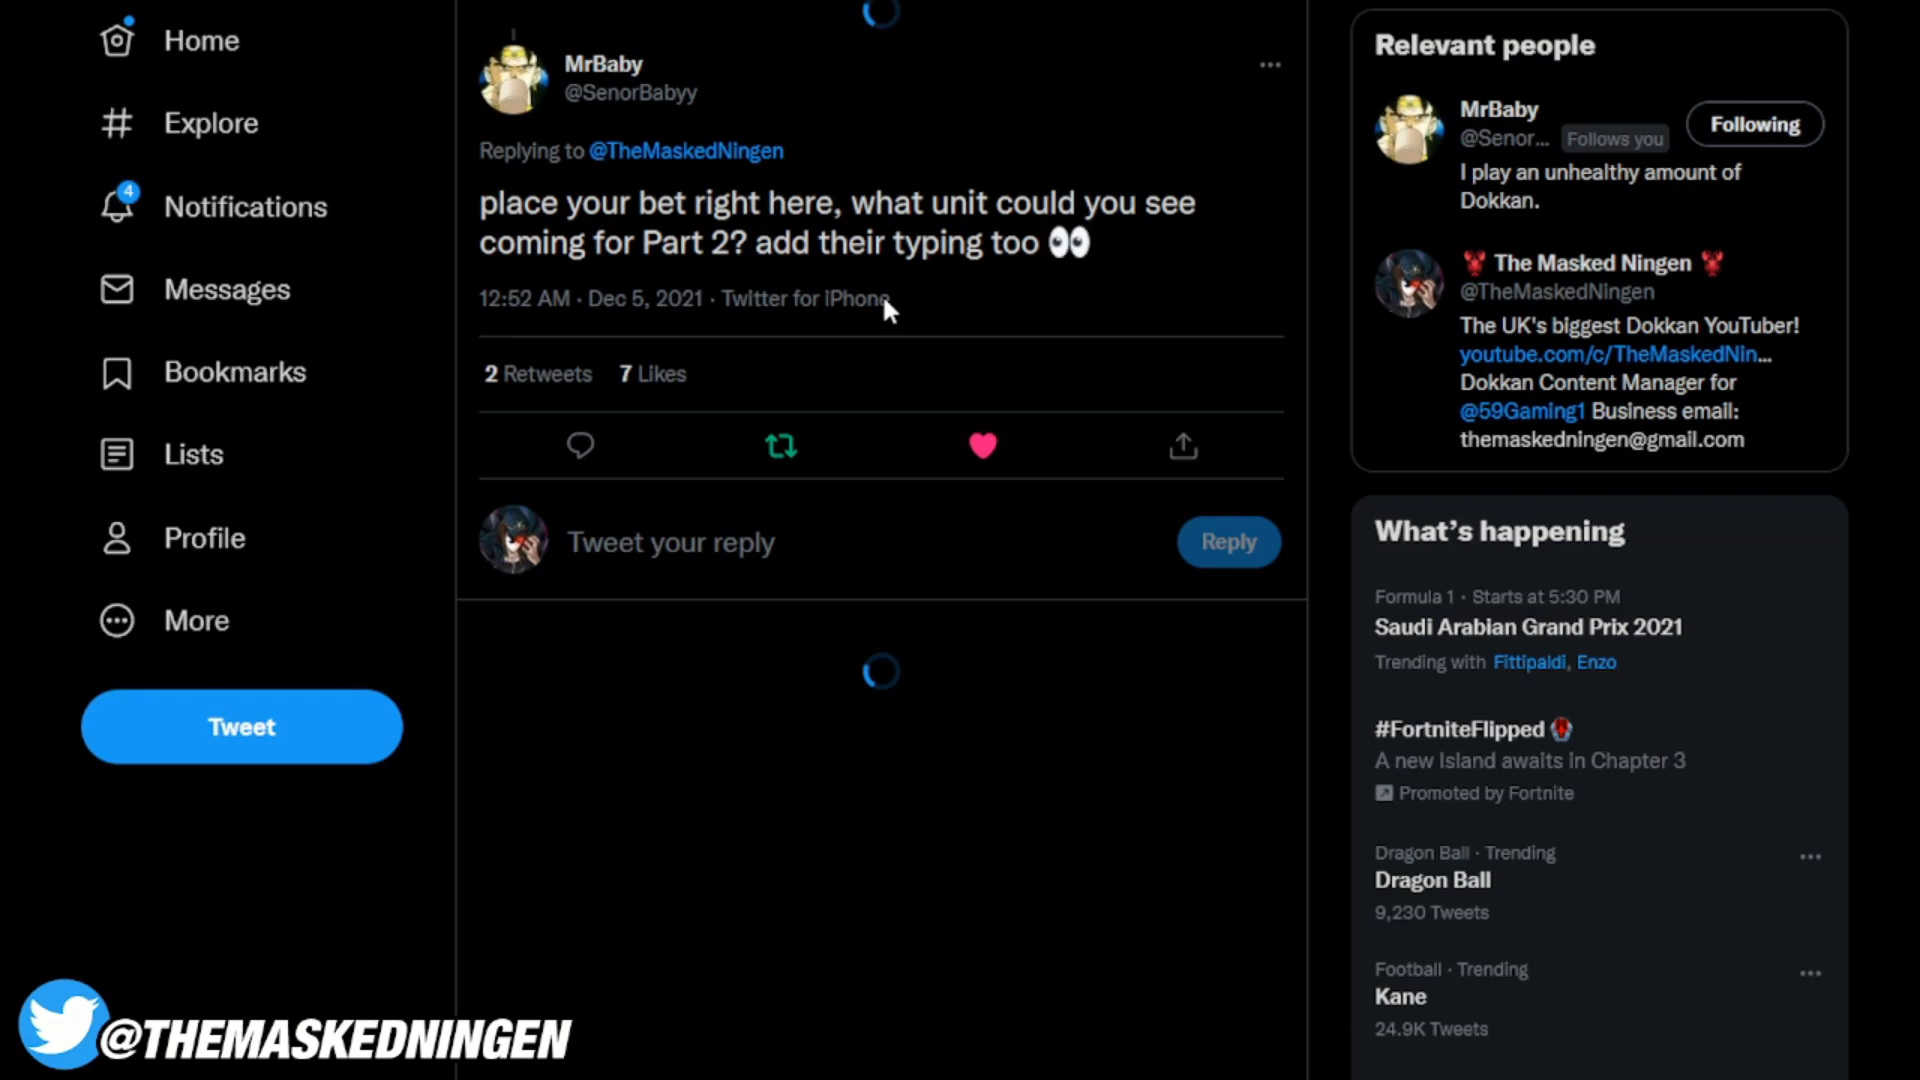 Home
Explore
4
Notifications
Messages
Bookmarks
Lists
Profile
More
Tweet
MrBaby
@SenorBabyy
Replying to @TheMaskedNingen
place your bet right here, what unit could you see
coming for Part 2? add their typing too 👀
12:52 AM · Dec 5, 2021 · Twitter for iPhone
2 Retweets 7 Likes
Tweet your reply
Reply
Relevant people
MrBaby
@Senor... Follows you
Following
I play an unhealthy amount of
Dokkan.
🦞 The Masked Ningen 🦞
@TheMaskedNingen
The UK's biggest Dokkan YouTuber!
youtube.com/c/TheMaskedNin...
Dokkan Content Manager for
@59Gaming1 Business email:
themaskedningen@gmail.com
What's happening
Formula 1 · Starts at 5:30 PM
Saudi Arabian Grand Prix 2021
Trending with Fittipaldi, Enzo
#FortniteFlipped
A new Island awaits in Chapter 3
Promoted by Fortnite
Dragon Ball · Trending
Dragon Ball
9,230 Tweets
Football · Trending
Kane
24.9K Tweets
@THEMASKEDNINGEN